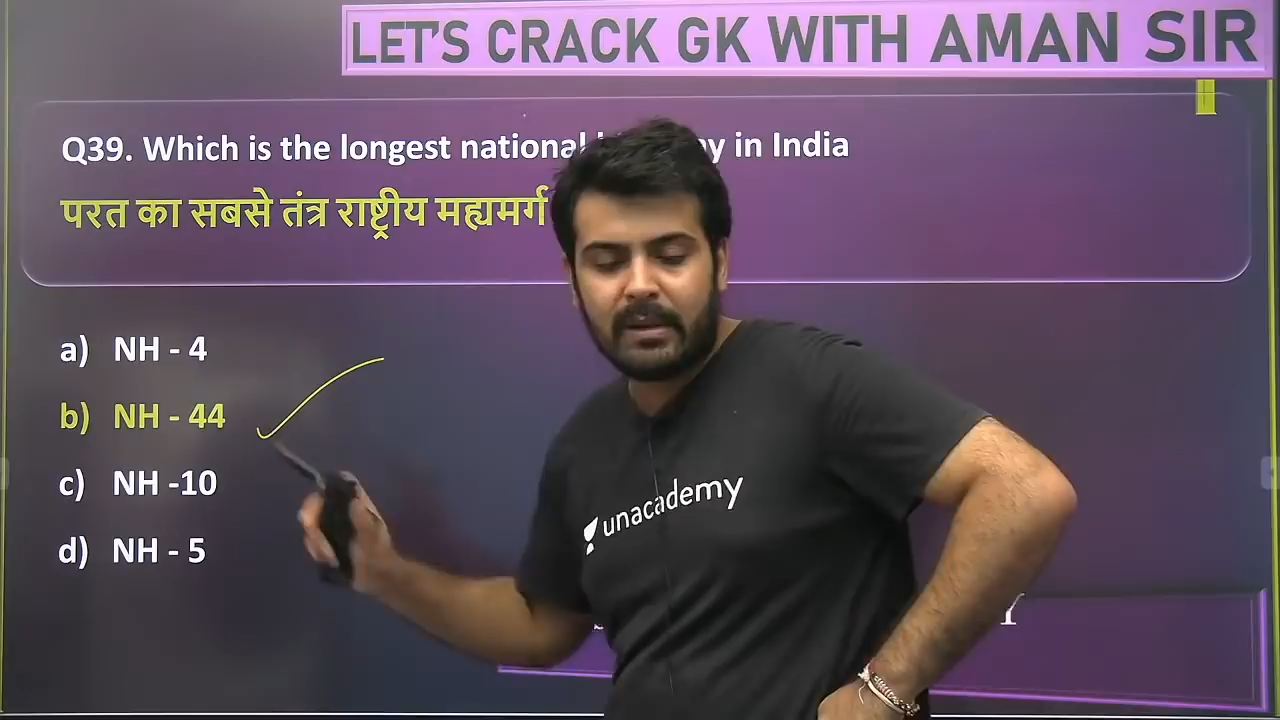 LET'S CRACK GK WITH AMAN SIR
Q39. Which is the longest national in India
परत का सबसे तंत्र राष्ट्रीय मह्यमर्ग
a) NH - 4
b) NH - 44
c) NH -10
d) NH - 5
unacademy